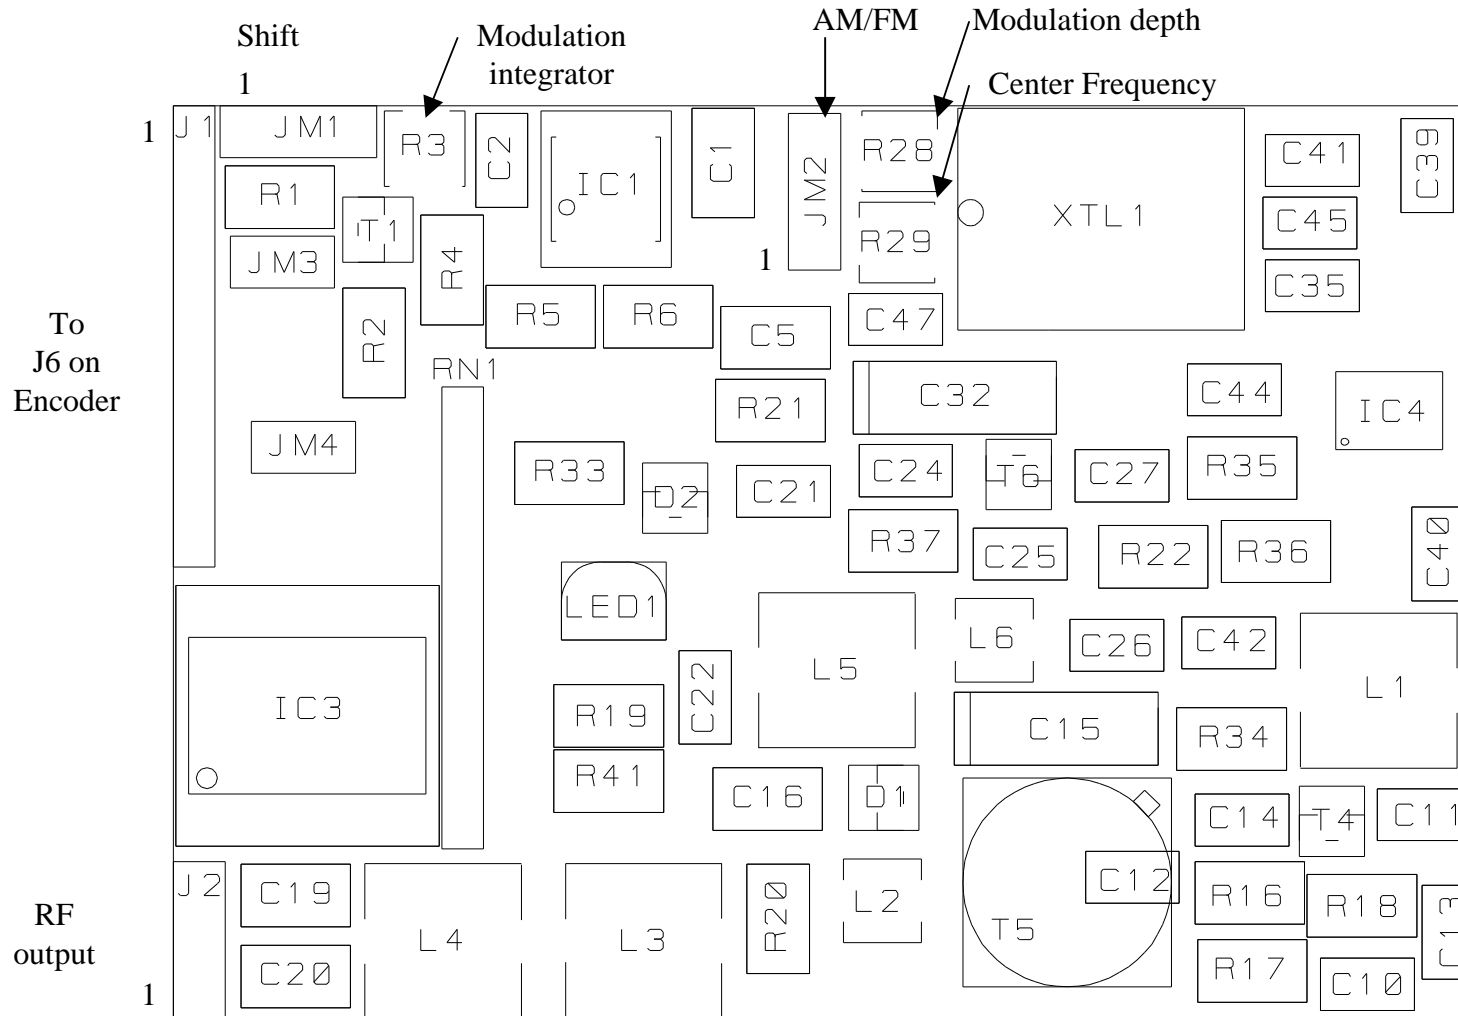 Shift
1
Modulation
integrator
AM/FM
Modulation depth
Center Frequency
1
J1
JM1
R3
C2
IC1
C1
JM2
R28
XTL1
C41
C39
R1
T1
R4
R29
C45
JM3
1
C35
To
J6 on
Encoder
R2
R5
R6
C5
C47
RN1
R21
C32
C44
IC4
JM4
R33
D2
C21
C24
T6
C27
R35
R37
C25
R22
R36
C40
LED1
C22
L5
L6
C26
C42
L1
IC3
R19
C15
R34
R41
C16
D1
C14
T4
C11
J2
C19
R20
L2
C12
R16
R18
C13
RF
output
L4
L3
T5
C20
R17
C10
1